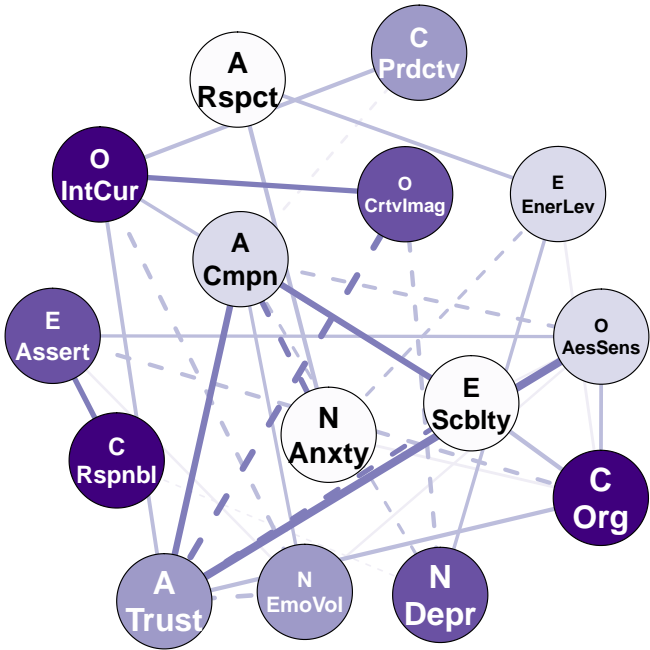 C
Prdctv
A
Rspct
O
IntCur
O
CrtvImag
E
EnerLev
A
Cmpn
E
Assert
O
AesSens
E
Scblty
N
Anxty
C
Rspnbl
C
Org
A
Trust
N
EmoVol
N
Depr